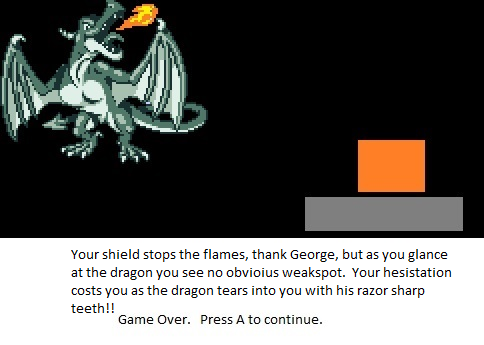 Your shield stops the flames, thank George, but as you glance
at the dragon you see no obvioius weakspot.  Your hesistation
costs you as the dragon tears into you with his razor sharp
teeth!!
Game Over.   Press A to continue.